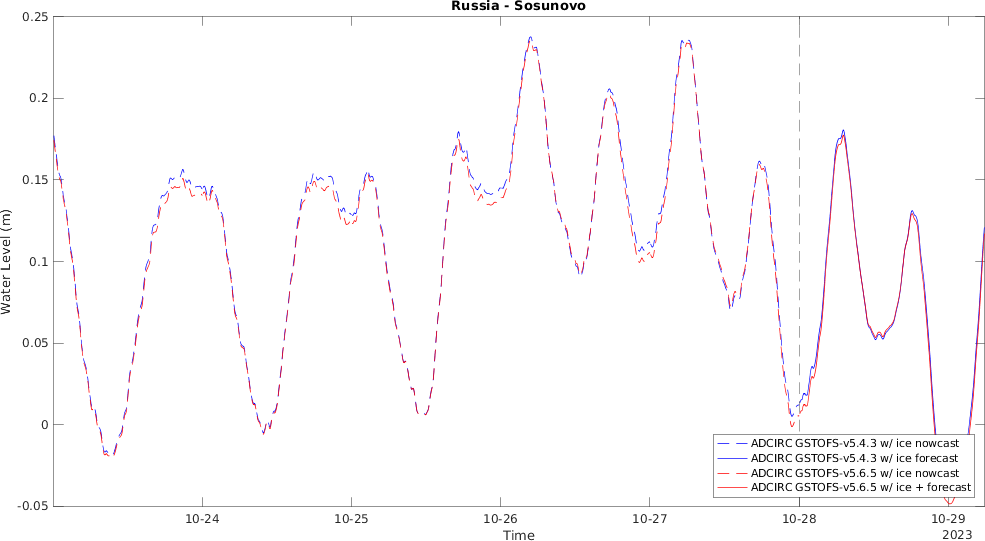 Russia - Sosunovo
0.25
0.2
0.15
0.1
0.05
0
-0.05
Water Level (m)
10-24
10-25
10-26
10-27
10-28
10-29
2023
Time
ADCIRC GSTOFS-v5.4.3 w/ ice nowcast
ADCIRC GSTOFS-v5.4.3 w/ ice forecast
ADCIRC GSTOFS-v5.6.5 w/ ice nowcast
ADCIRC GSTOFS-v5.6.5 w/ ice + forecast